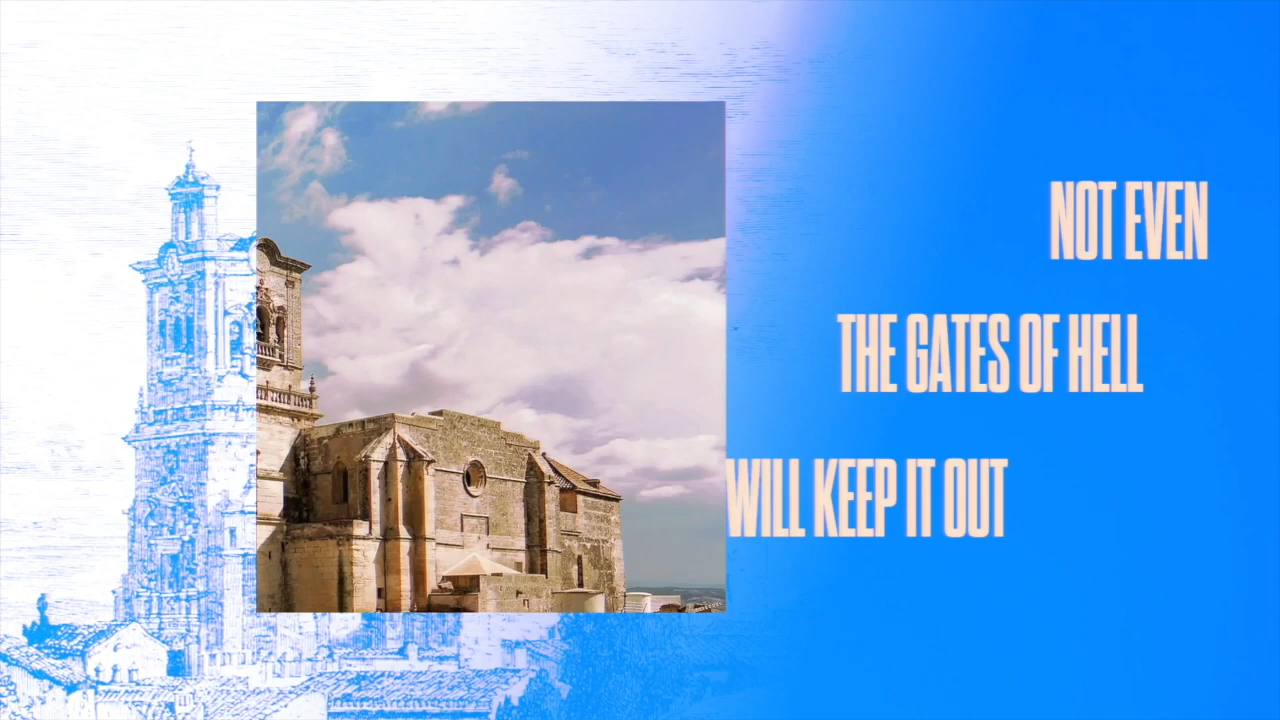 NOT EVEN
THE GATES OF HELL
WILL KEEP IT OUT